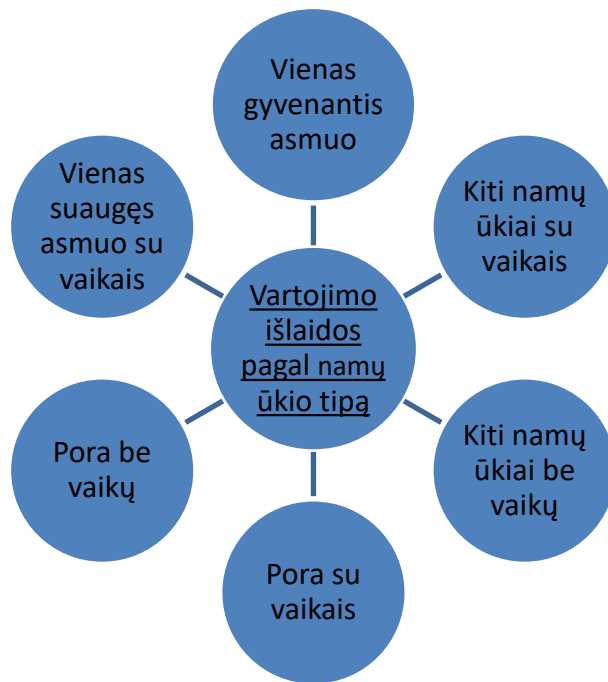 Vienas
gyvenantis
asmuo
Vienas
suaugęs
asmuo su
vaikais
Kiti namų
ūkiai su
vaikais
Vartojimo
išlaidos
pagal namų
ūkio tipą
Pora be
vaikų
Kiti namų
ūkiai be
vaikų
Pora su
vaikais